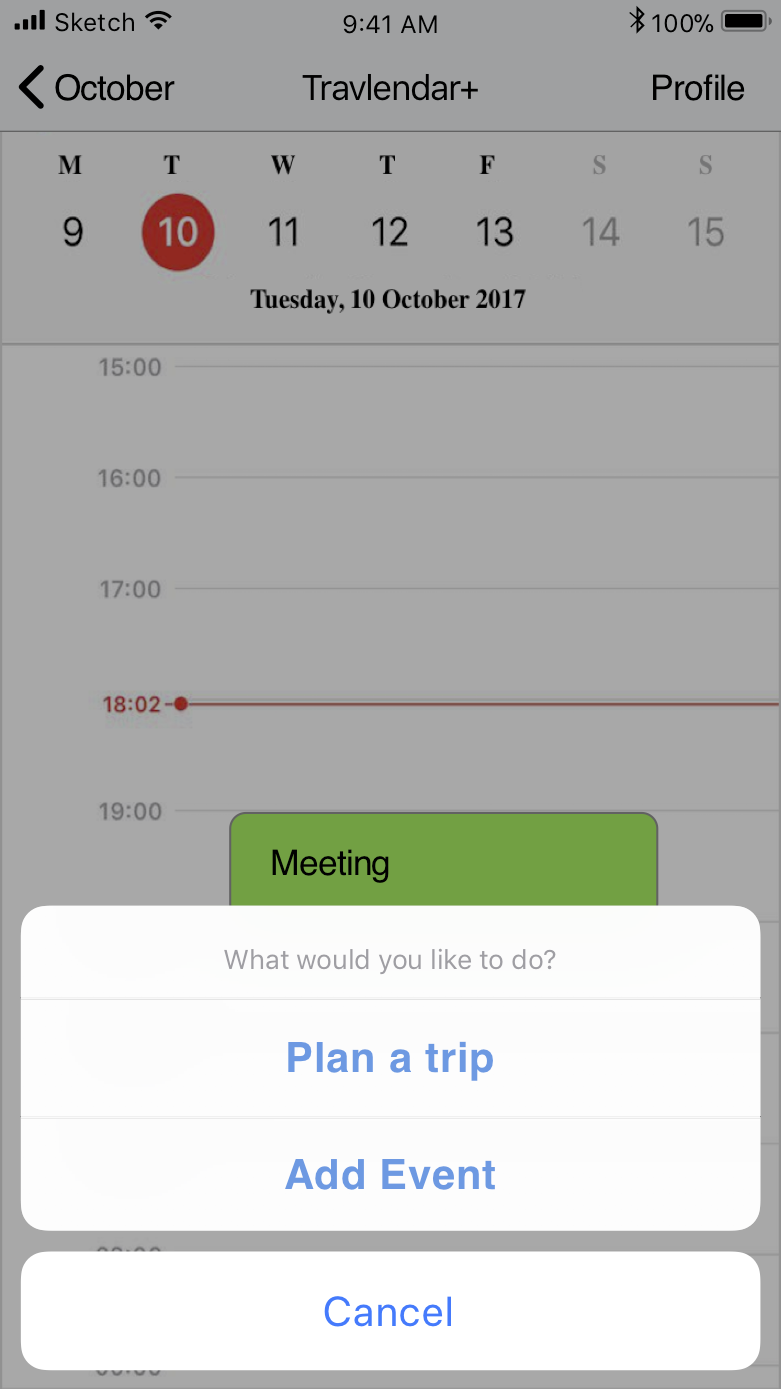 Sketch 9:41 AM 100%
October Travlendar+ Profile
M T W T F S S
9 10 11 12 13 14 15
Tuesday, 10 October 2017
15:00
16:00
17:00
18:02
19:00
Meeting
What would you like to do?
Plan a trip
Add Event
Cancel